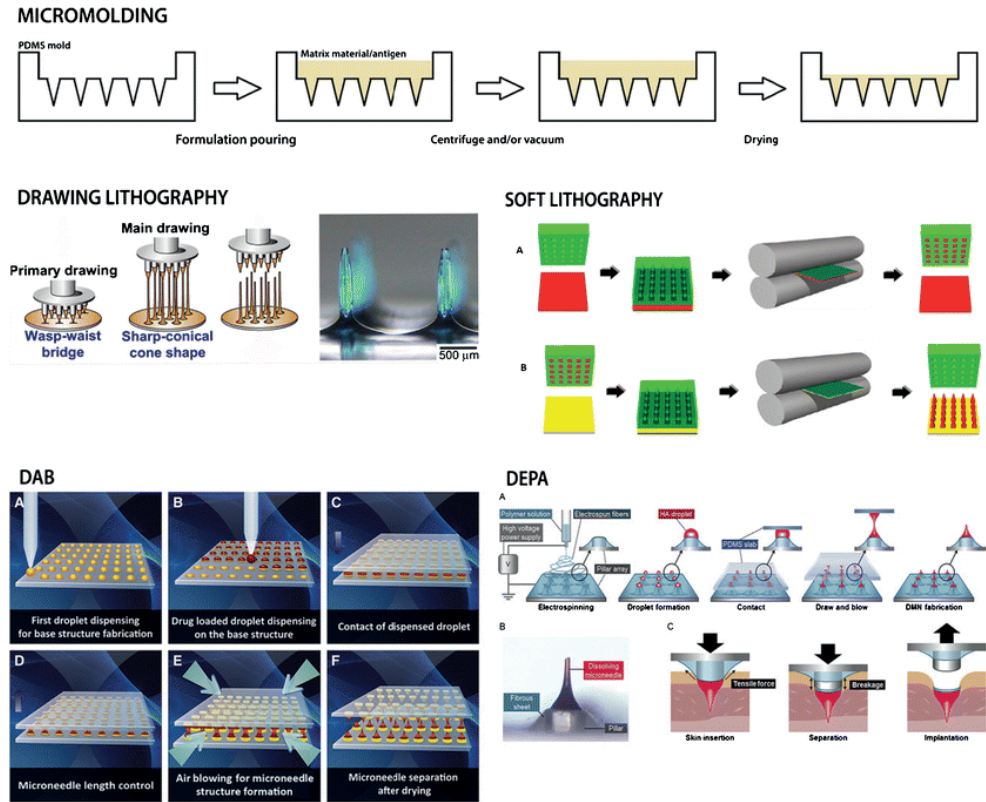 MICROMOLDING
PDMS mold
Matrix material/antigen
Formulation pouring
Centrifuge and/or vacuum
Drying
DRAWING LITHOGRAPHY
Primary drawing
Wasp-waist
bridge
Main drawing
Sharp-conical
cone shape
500 µm
SOFT LITHOGRAPHY
A
B
DAB
A
First droplet dispensing
for base structure fabrication
B
Drug loaded droplet dispensing
on the base structure
C
Contact of dispensed droplet
D
Microneedle length control
E
Air blowing for microneedle
structure formation
F
Microneedle separation
after drying
DEPA
A
Polymer solution
Electrospun fibers
High voltage
power supply
V
Pillar array
Electrospinning
HA droplet
Droplet formation
PDMS slab
Contact
Draw and blow
DMN fabrication
B
Dissolving
microneedle
Fibrous
sheet
Pillar
C
Tensile force
Skin insertion
Breakage
Separation
Implantation